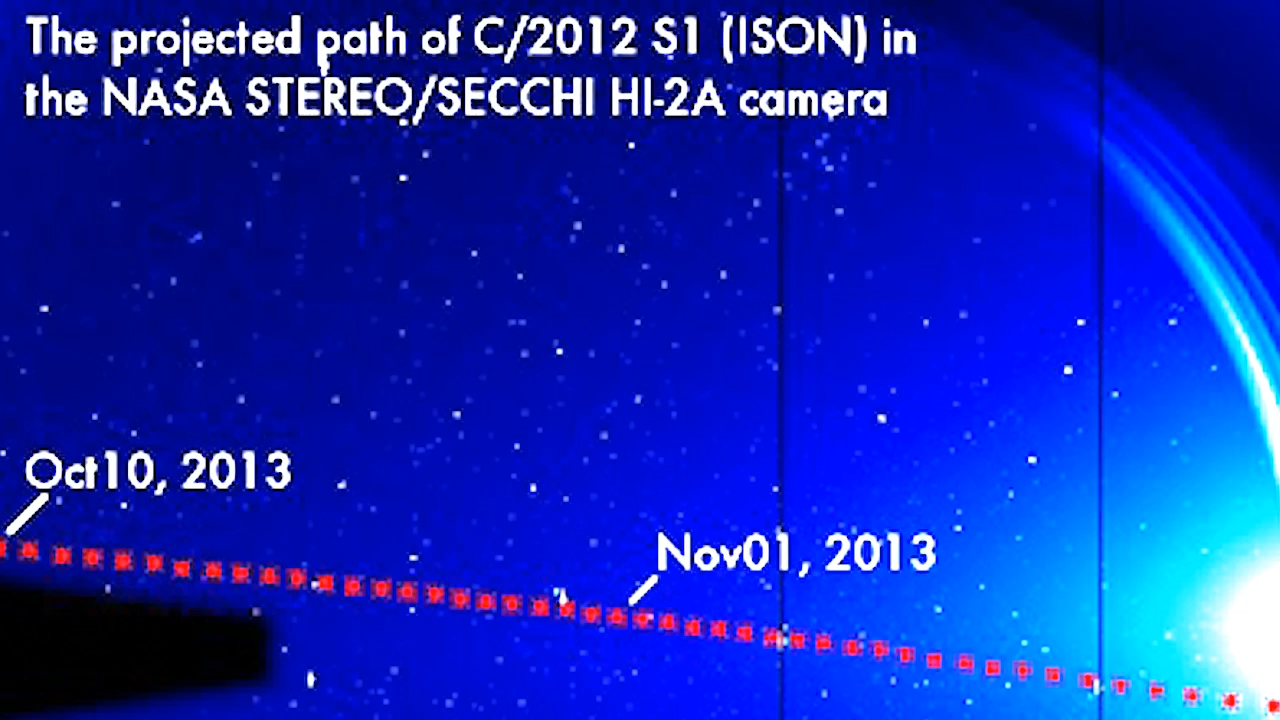 The projected path of C/2012 S1 (ISON) in
the NASA STEREO/SECCHI HI-2A camera
Oct10, 2013
Nov01, 2013